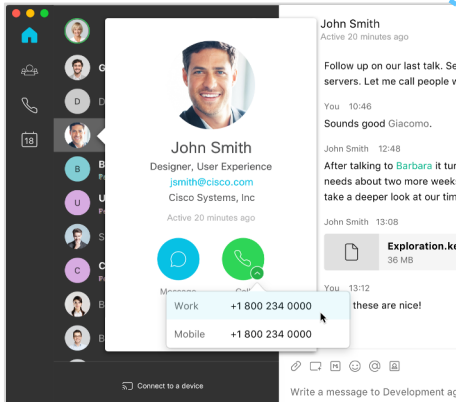 18
G
D
D
B
B
U
U
S
C
C
B
B
John Smith
Designer, User Experience
jsmith@cisco.com
Cisco Systems, Inc
Active 20 minutes ago
Message
Call
Work +1 800 234 0000
Mobile +1 800 234 0000
Connect to a device
John Smith
Active 20 minutes ago
Follow up on our last talk. Se
servers. Let me call people w
You 10:46
Sounds good Giacomo.
John Smith 12:48
After talking to Barbara it tur
needs about two more week
take a deeper look at our tim
John Smith 13:08
Exploration.ke
36 MB
You 13:12
these are nice!
Write a message to Development ag